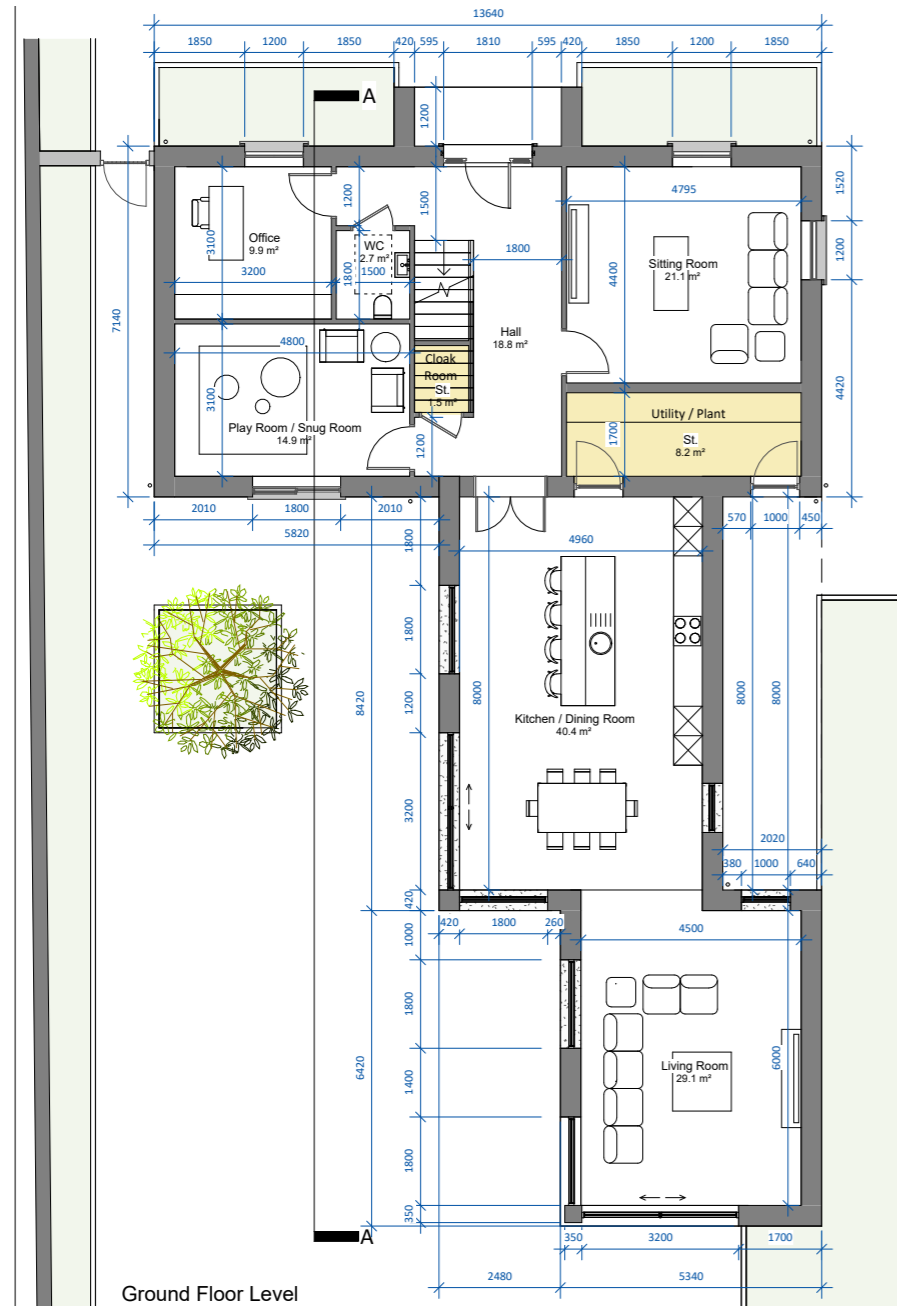 13640
1850 1200 1850 420 595 1810 595 420 1850 1200 1850
A
1200
1520
1200
4420
7140
1200
1500
4795
Office
9.9 m²
3100
3200
WC
2.7 m²
1800
1500
1800
4400
Sitting Room
21.1 m²
Hall
18.8 m²
4800
3100
Cloak
Room
St.
1.5 m²
Play Room / Snug Room
14.9 m²
1200
Utility / Plant
1700
St.
8.2 m²
2010 1800 2010
5820
1800
4960
570 1000 450
1800
8420
1200
8000
8000
8000
Kitchen / Dining Room
40.4 m²
3200
2020
380 1000 640
420
420 1800 260
4500
1000
1800
6420
1400
6000
Living Room
29.1 m²
1800
350
A
350 3200 1700
2480 5340
Ground Floor Level